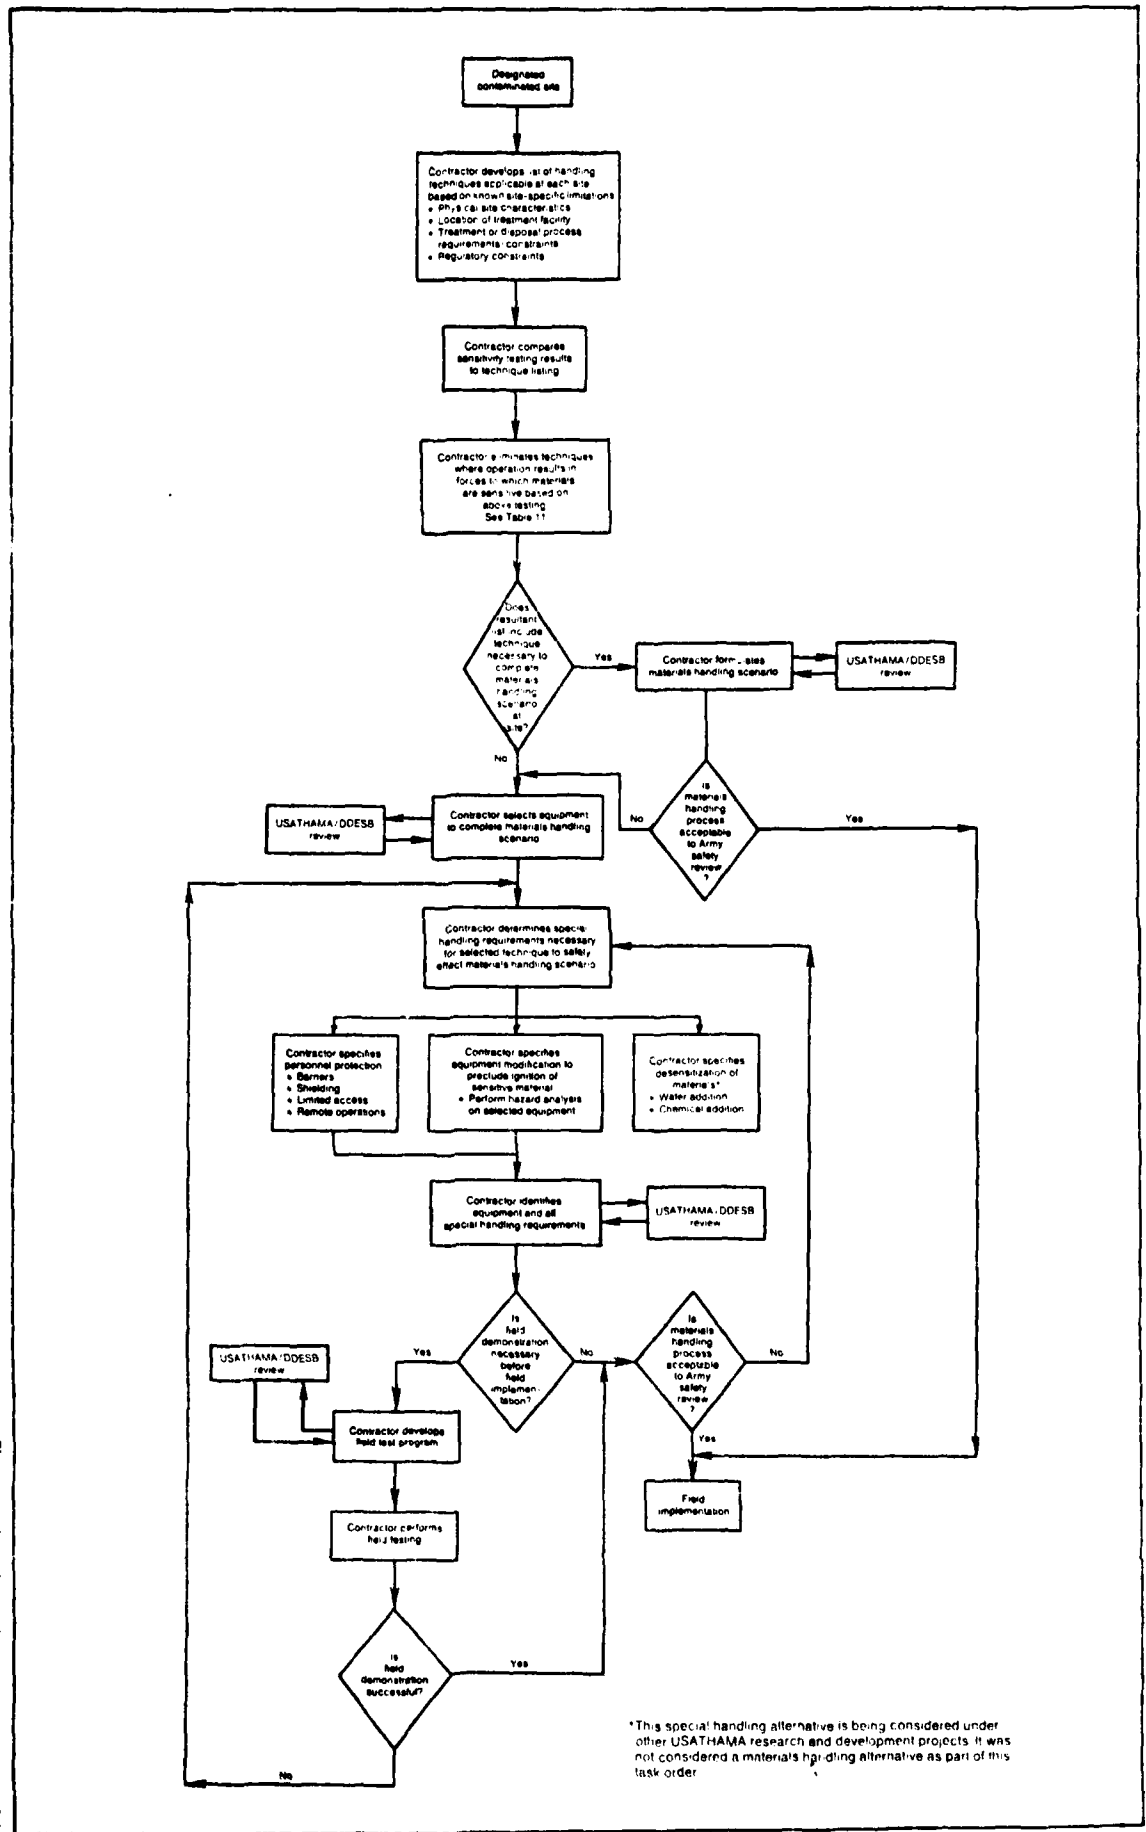 Designated
contaminated site
Contractor develops list of handling
techniques applicable at each site
based on known site-specific limitations
• Physical site characteristics
• Location of treatment facility
• Treatment or disposal process
requirements/constraints
• Regulatory constraints
Contractor compares
sensitivity testing results
to technique listing
Contractor eliminates techniques
where operation results in
forces to which materials
are sensitive based on
above testing
See Table 11
Does
resultant
list include
technique
necessary to
complete
materials
handling
scenario
at
site?
Yes
Contractor formulates
materials handling scenario
USATHAMA/DDESB
review
No
Is
materials
handling
process
acceptable
to Army
safety
review
?
No
Yes
USATHAMA/DDESB
review
Contractor selects equipment
to complete materials handling
scenario
Contractor determines special
handling requirements necessary
for selected technique to safely
effect materials handling scenario
Contractor specifies
personnel protection
• Barriers
• Shielding
• Limited access
• Remote operations
Contractor specifies
equipment modification to
preclude ignition of
sensitive material
• Perform hazard analysis
on selected equipment
Contractor specifies
desensitization of
materials*
• Water addition
• Chemical addition
Contractor identifies
equipment and all
special handling requirements
USATHAMA/DDESB
review
Is
field
demonstration
necessary
before
field
implemen-
tation?
Yes
No
Is
materials
handling
process
acceptable
to Army
safety
review
?
No
Yes
USATHAMA/DDESB
review
Contractor develops
field test program
Field
implementation
Contractor performs
field testing
Is
field
demonstration
successful?
Yes
No
*This special handling alternative is being considered under
other USATHAMA research and development projects. It was
not considered a materials handling alternative as part of this
task order